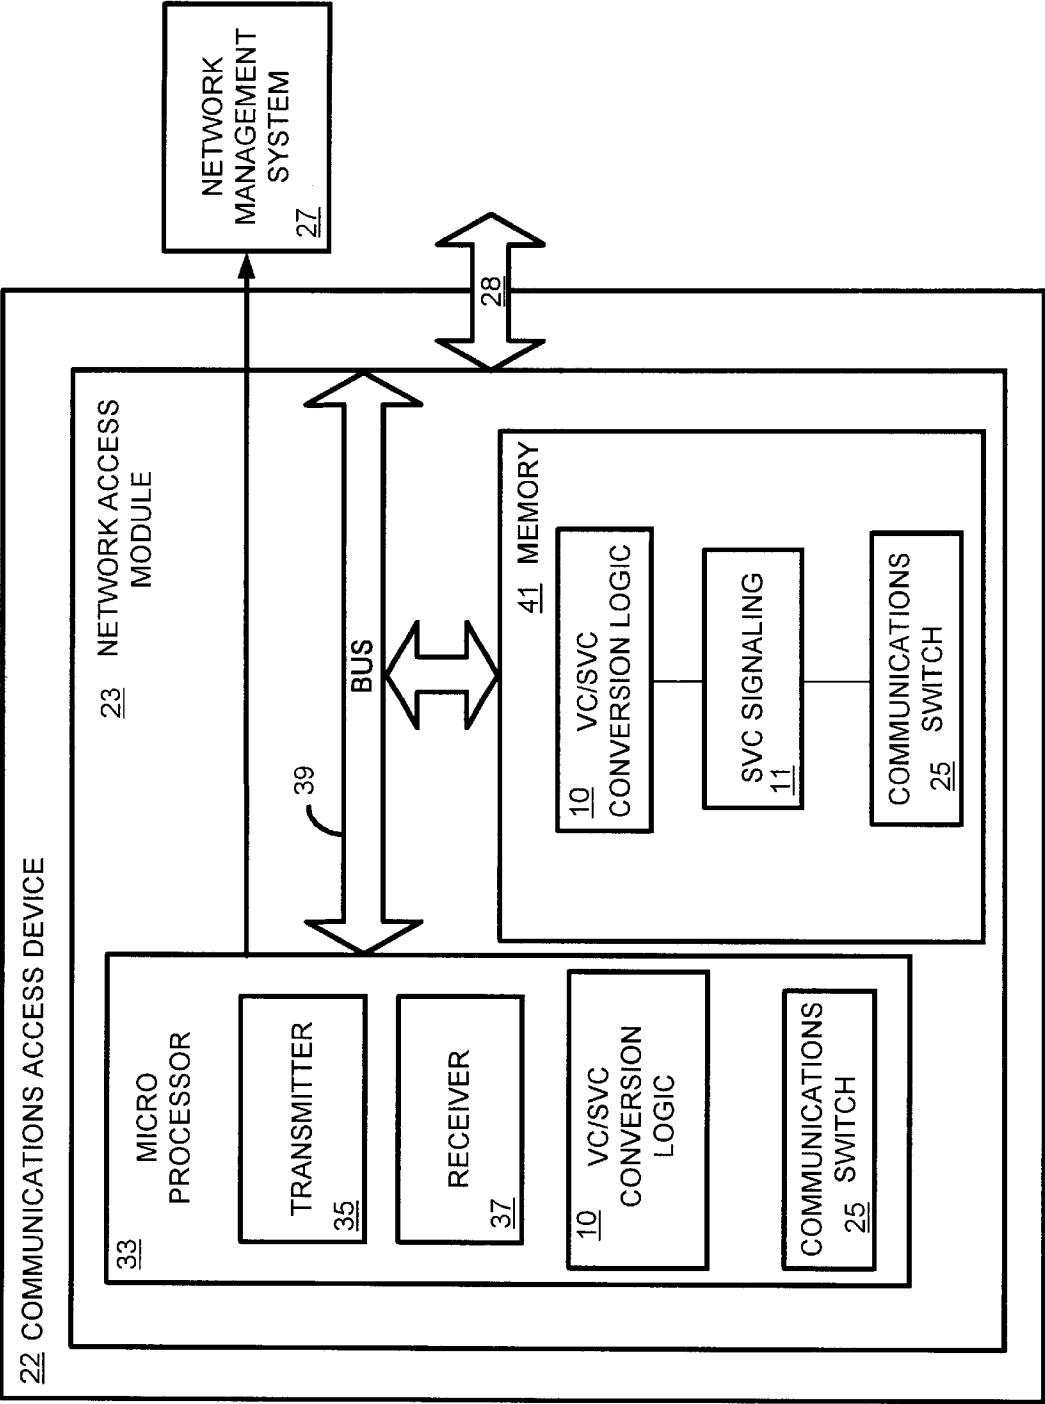 22 COMMUNICATIONS ACCESS DEVICE
23 NETWORK ACCESS
MODULE
33
MICRO
PROCESSOR
TRANSMITTER
35
RECEIVER
37
10
VC/SVC
CONVERSION
LOGIC
COMMUNICATIONS
SWITCH
25
39
BUS
41 MEMORY
10
VC/SVC
CONVERSION LOGIC
SVC SIGNALING
11
COMMUNICATIONS
SWITCH
25
28
NETWORK
MANAGEMENT
SYSTEM
27